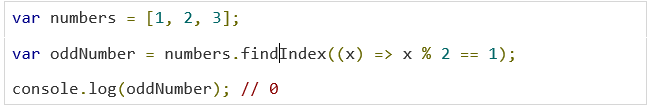 var numbers = [1, 2, 3];
var oddNumber = numbers.findIndex((x) => x % 2 == 1);
console.log(oddNumber); // 0